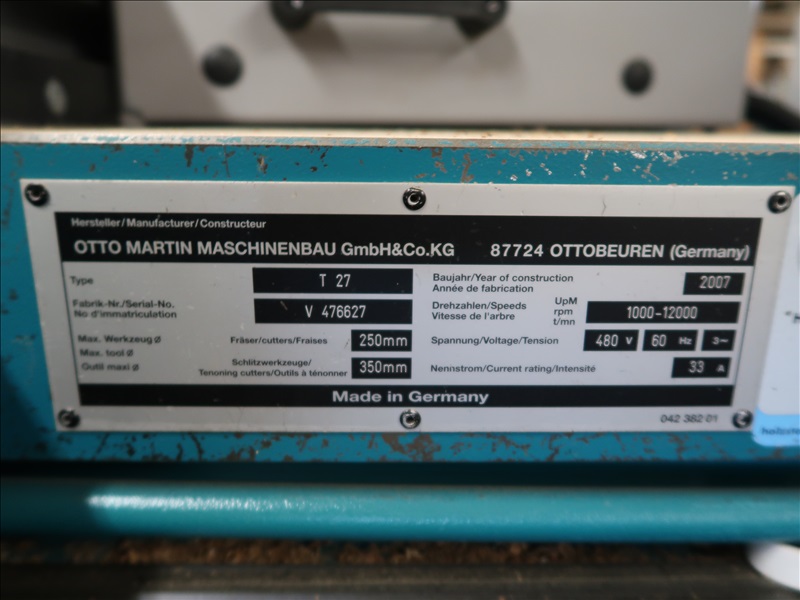 Hersteller/Manufacturer/Constructeur
OTTO MARTIN MASCHINENBAU GmbH&Co.KG 87724 OTTOBEUREN (Germany)
Type T 27
Fabrik-Nr./Serial-No.
No d'immatriculation V 476627
Max. Werkzeug ø
Max. tool ø
Outil maxi ø
Fräser/cutters/Fraises 250mm
Schlitzwerkzeuge/
Tenoning cutters/Outils à ténonner 350mm
Baujahr/Year of construction
Année de fabrication 2007
Drehzahlen/Speeds
Vitesse de l'arbre
UpM
rpm
t/mn
1000-12000
Spannung/Voltage/Tension 480 V 60 Hz 3~
Nennstrom/Current rating/Intensité 33 A
Made in Germany
042 382 01